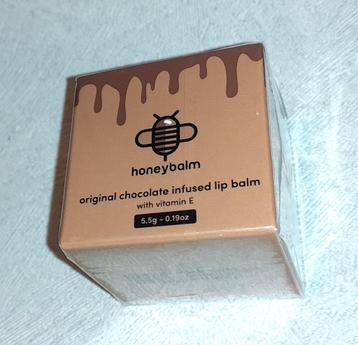 honeybalm
original chocolate infused lip balm
with vitamin E
5.5g - 0.19oz